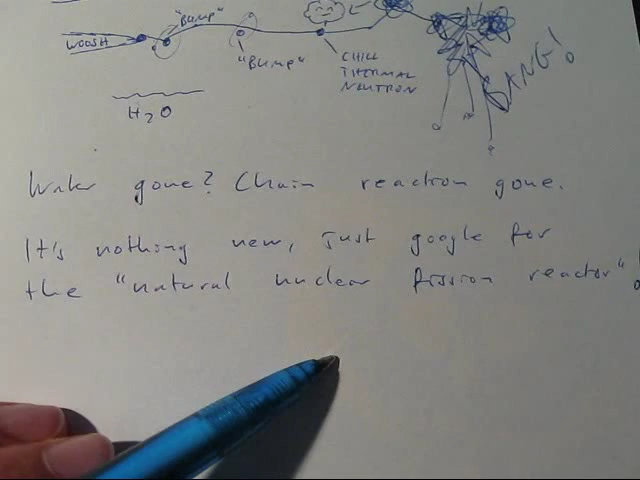 "BUMP"
WOOSH
"BUMP"
CHILL
THERMAL
NEUTRON
BANG!
H2O
Water gone? Chain reaction gone.
It's nothing new, just google for
the "natural nuclear fission reactor"!